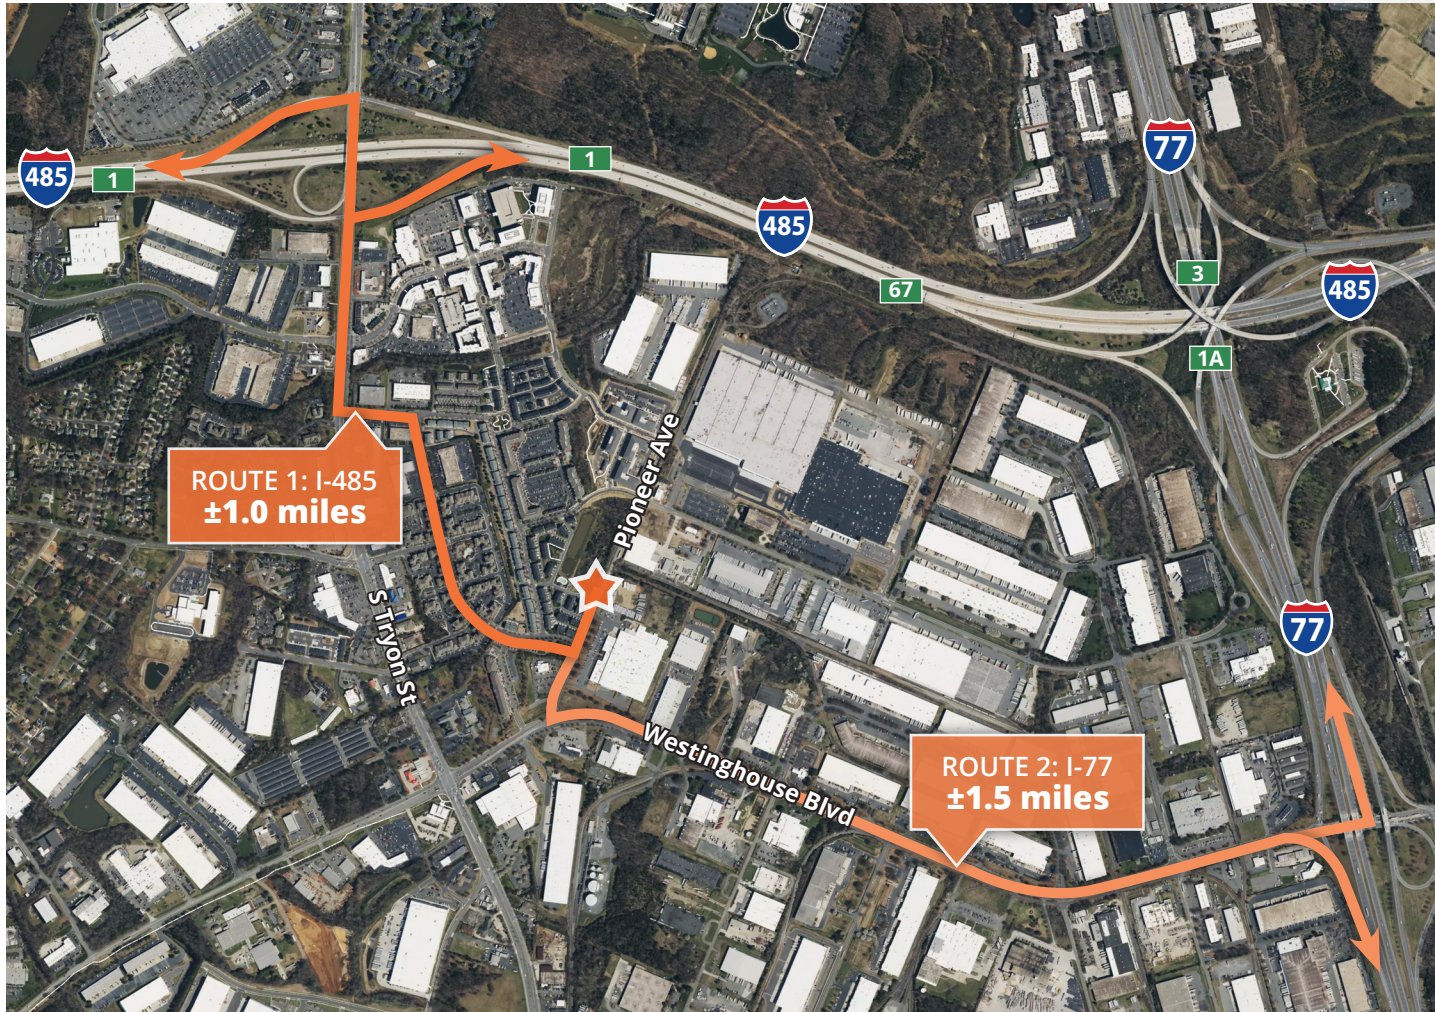 77
485
1
1
485
3
485
67
1A
Pioneer Ave
ROUTE 1: I-485
±1.0 miles
S Tryon St
77
Westinghouse Blvd
ROUTE 2: I-77
±1.5 miles